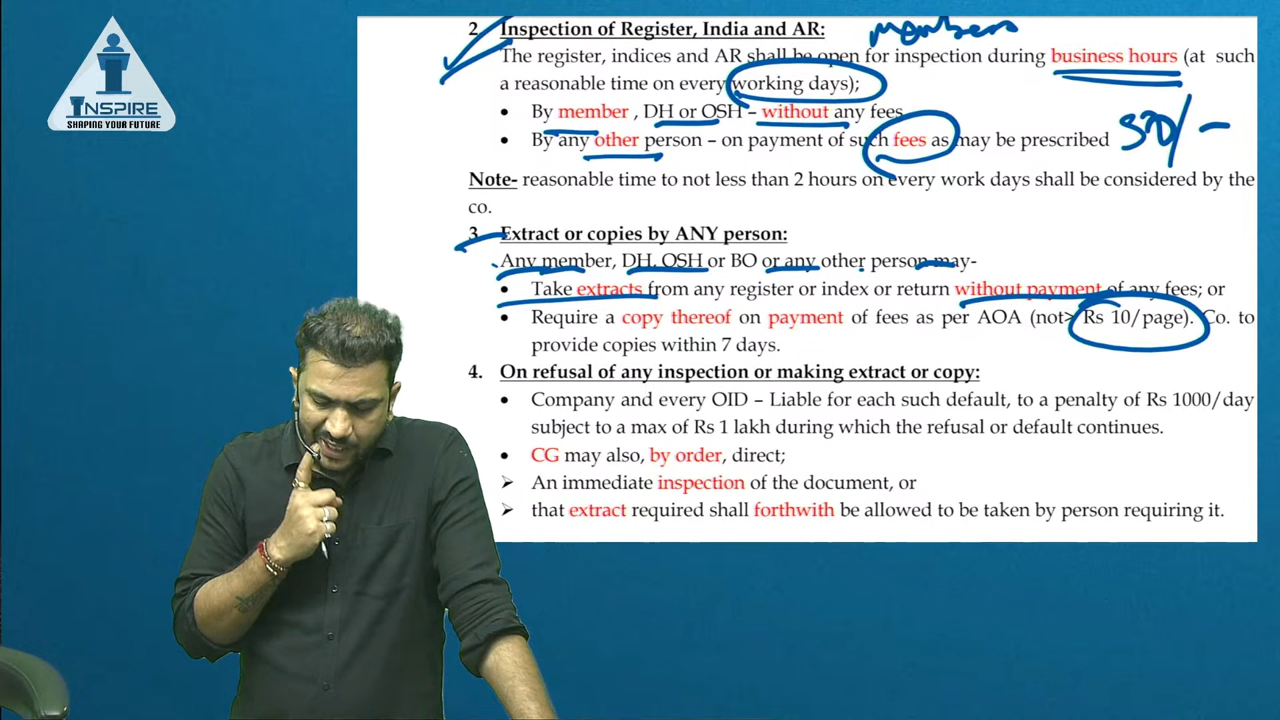 INSPIRE
SHAPING YOUR FUTURE
members
2. Inspection of Register, India and AR:
The register, indices and AR shall be open for inspection during business hours (at such
a reasonable time on every working days);
• By member , DH or OSH – without any fees
• By any other person – on payment of such fees as may be prescribed
Note- reasonable time to not less than 2 hours on every work days shall be considered by the
co.
3. Extract or copies by ANY person:
Any member, DH, OSH or BO or any other person may-
• Take extracts from any register or index or return without payment of any fees; or
• Require a copy thereof on payment of fees as per AOA (not> Rs 10/page). Co. to
provide copies within 7 days.
4. On refusal of any inspection or making extract or copy:
• Company and every OID – Liable for each such default, to a penalty of Rs 1000/day
subject to a max of Rs 1 lakh during which the refusal or default continues.
• CG may also, by order, direct;
➢ An immediate inspection of the document, or
➢ that extract required shall forthwith be allowed to be taken by person requiring it.